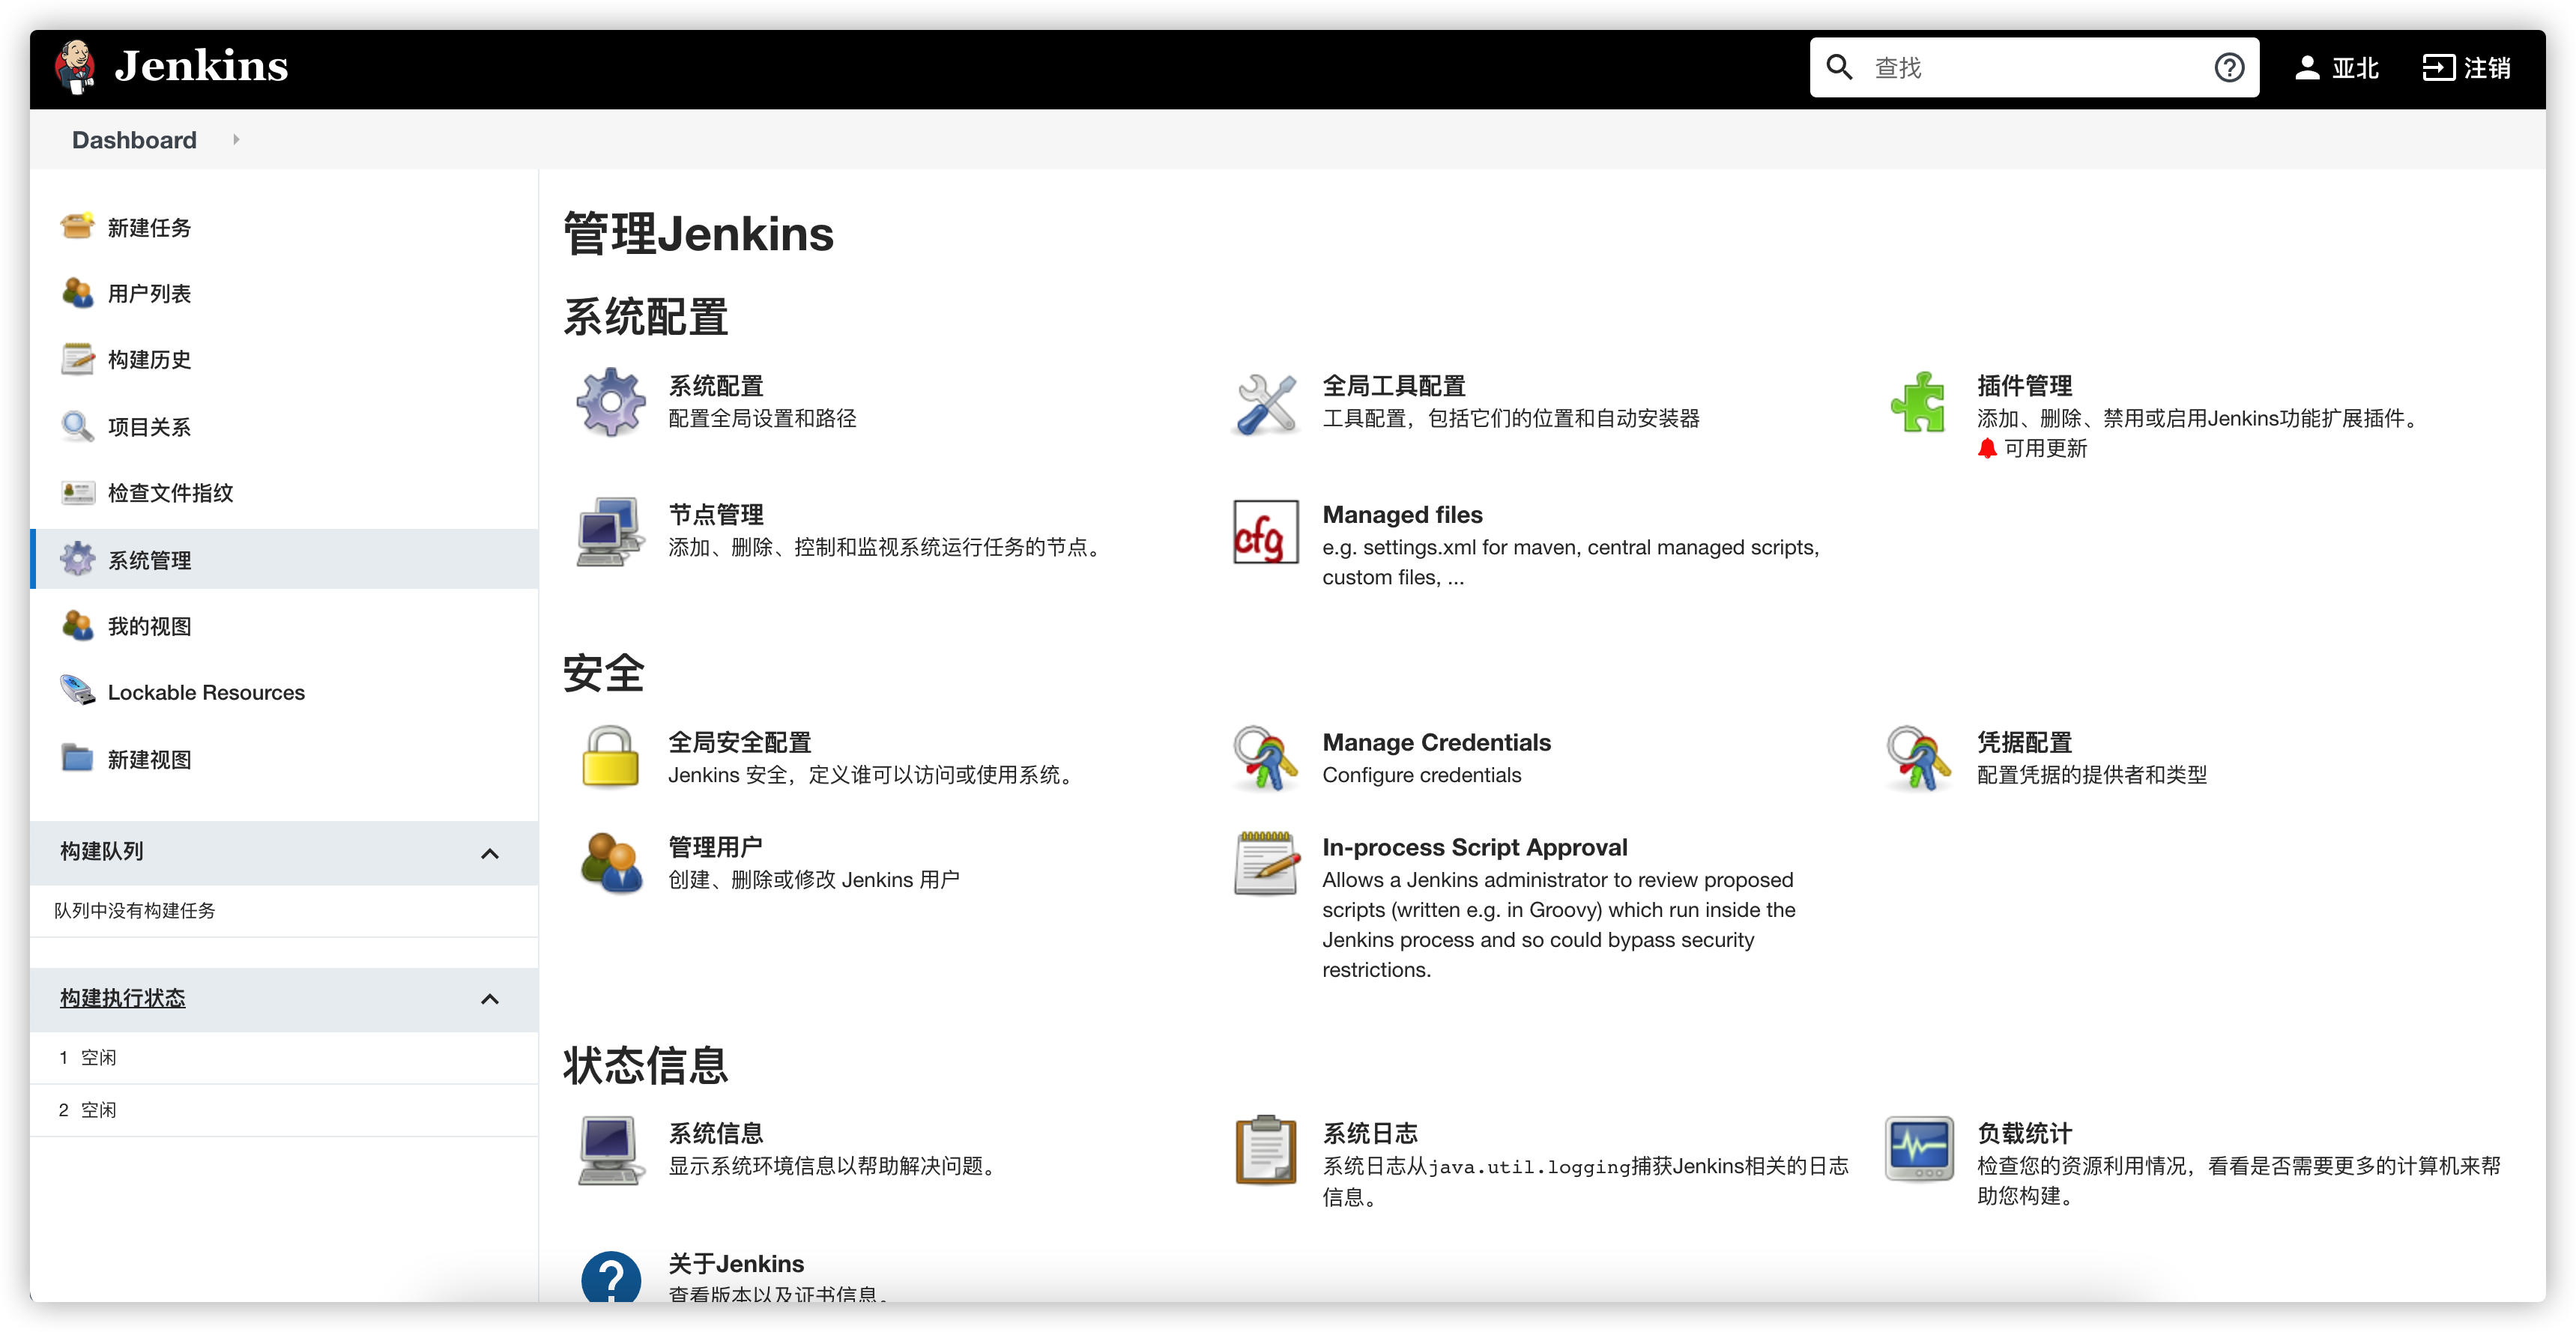 Jenkins
查找
亚北
注销
Dashboard
新建任务
用户列表
构建历史
项目关系
检查文件指纹
系统管理
我的视图
Lockable Resources
新建视图
构建队列
队列中没有构建任务
构建执行状态
1 空闲
2 空闲
管理Jenkins
系统配置
系统配置
配置全局设置和路径
全局工具配置
工具配置，包括它们的位置和自动安装器
插件管理
添加、删除、禁用或启用Jenkins功能扩展插件。
可用更新
节点管理
添加、删除、控制和监视系统运行任务的节点。
Managed files
e.g. settings.xml for maven, central managed scripts,
custom files, ...
安全
全局安全配置
Jenkins 安全，定义谁可以访问或使用系统。
Manage Credentials
Configure credentials
凭据配置
配置凭据的提供者和类型
管理用户
创建、删除或修改 Jenkins 用户
In-process Script Approval
Allows a Jenkins administrator to review proposed
scripts (written e.g. in Groovy) which run inside the
Jenkins process and so could bypass security
restrictions.
状态信息
系统信息
显示系统环境信息以帮助解决问题。
系统日志
系统日志从java.util.logging捕获Jenkins相关的日志
信息。
负载统计
检查您的资源利用情况，看看是否需要更多的计算机来帮
助您构建。
关于Jenkins
查看版本以及证书信息。